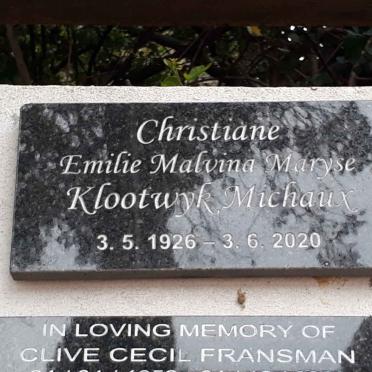 Christiane
Emilie Malvina Maryse
Klootwyk Michaux
3. 5. 1926 – 3. 6. 2020
IN LOVING MEMORY OF
CLIVE CECIL FRANSMAN